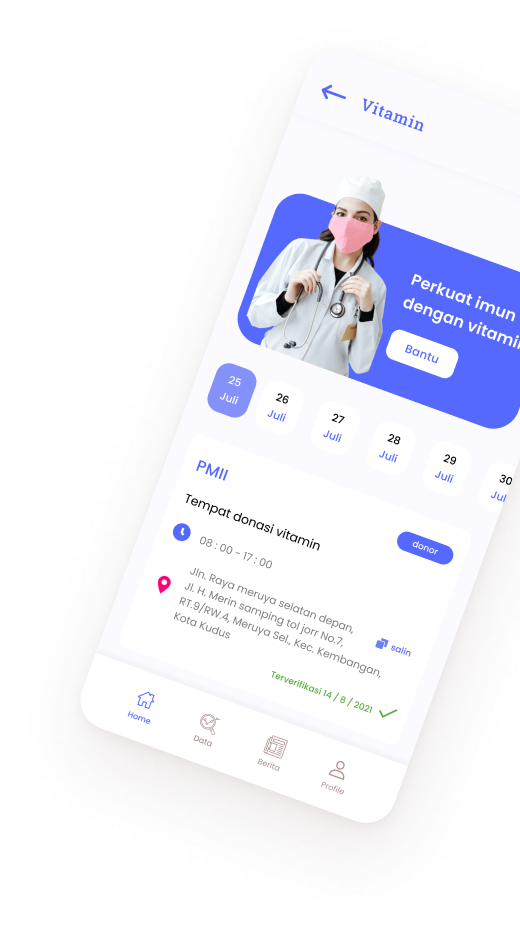 Vitamin
Perkuat imun
dengan vitamin
Bantu
25
Juli
26
Juli
27
Juli
28
Juli
29
Juli
30
Juli
PMII
Tempat donasi vitamin
donor
08 : 00 - 17 : 00
Jln. Raya meruya selatan depan,
Jl. H. Merin samping tol jorr No.7,
RT.9/RW.4, Meruya Sel., Kec. Kembangan,
Kota Kudus
salin
Terverifikasi 14 / 8 / 2021
Home
Data
Berita
Profile